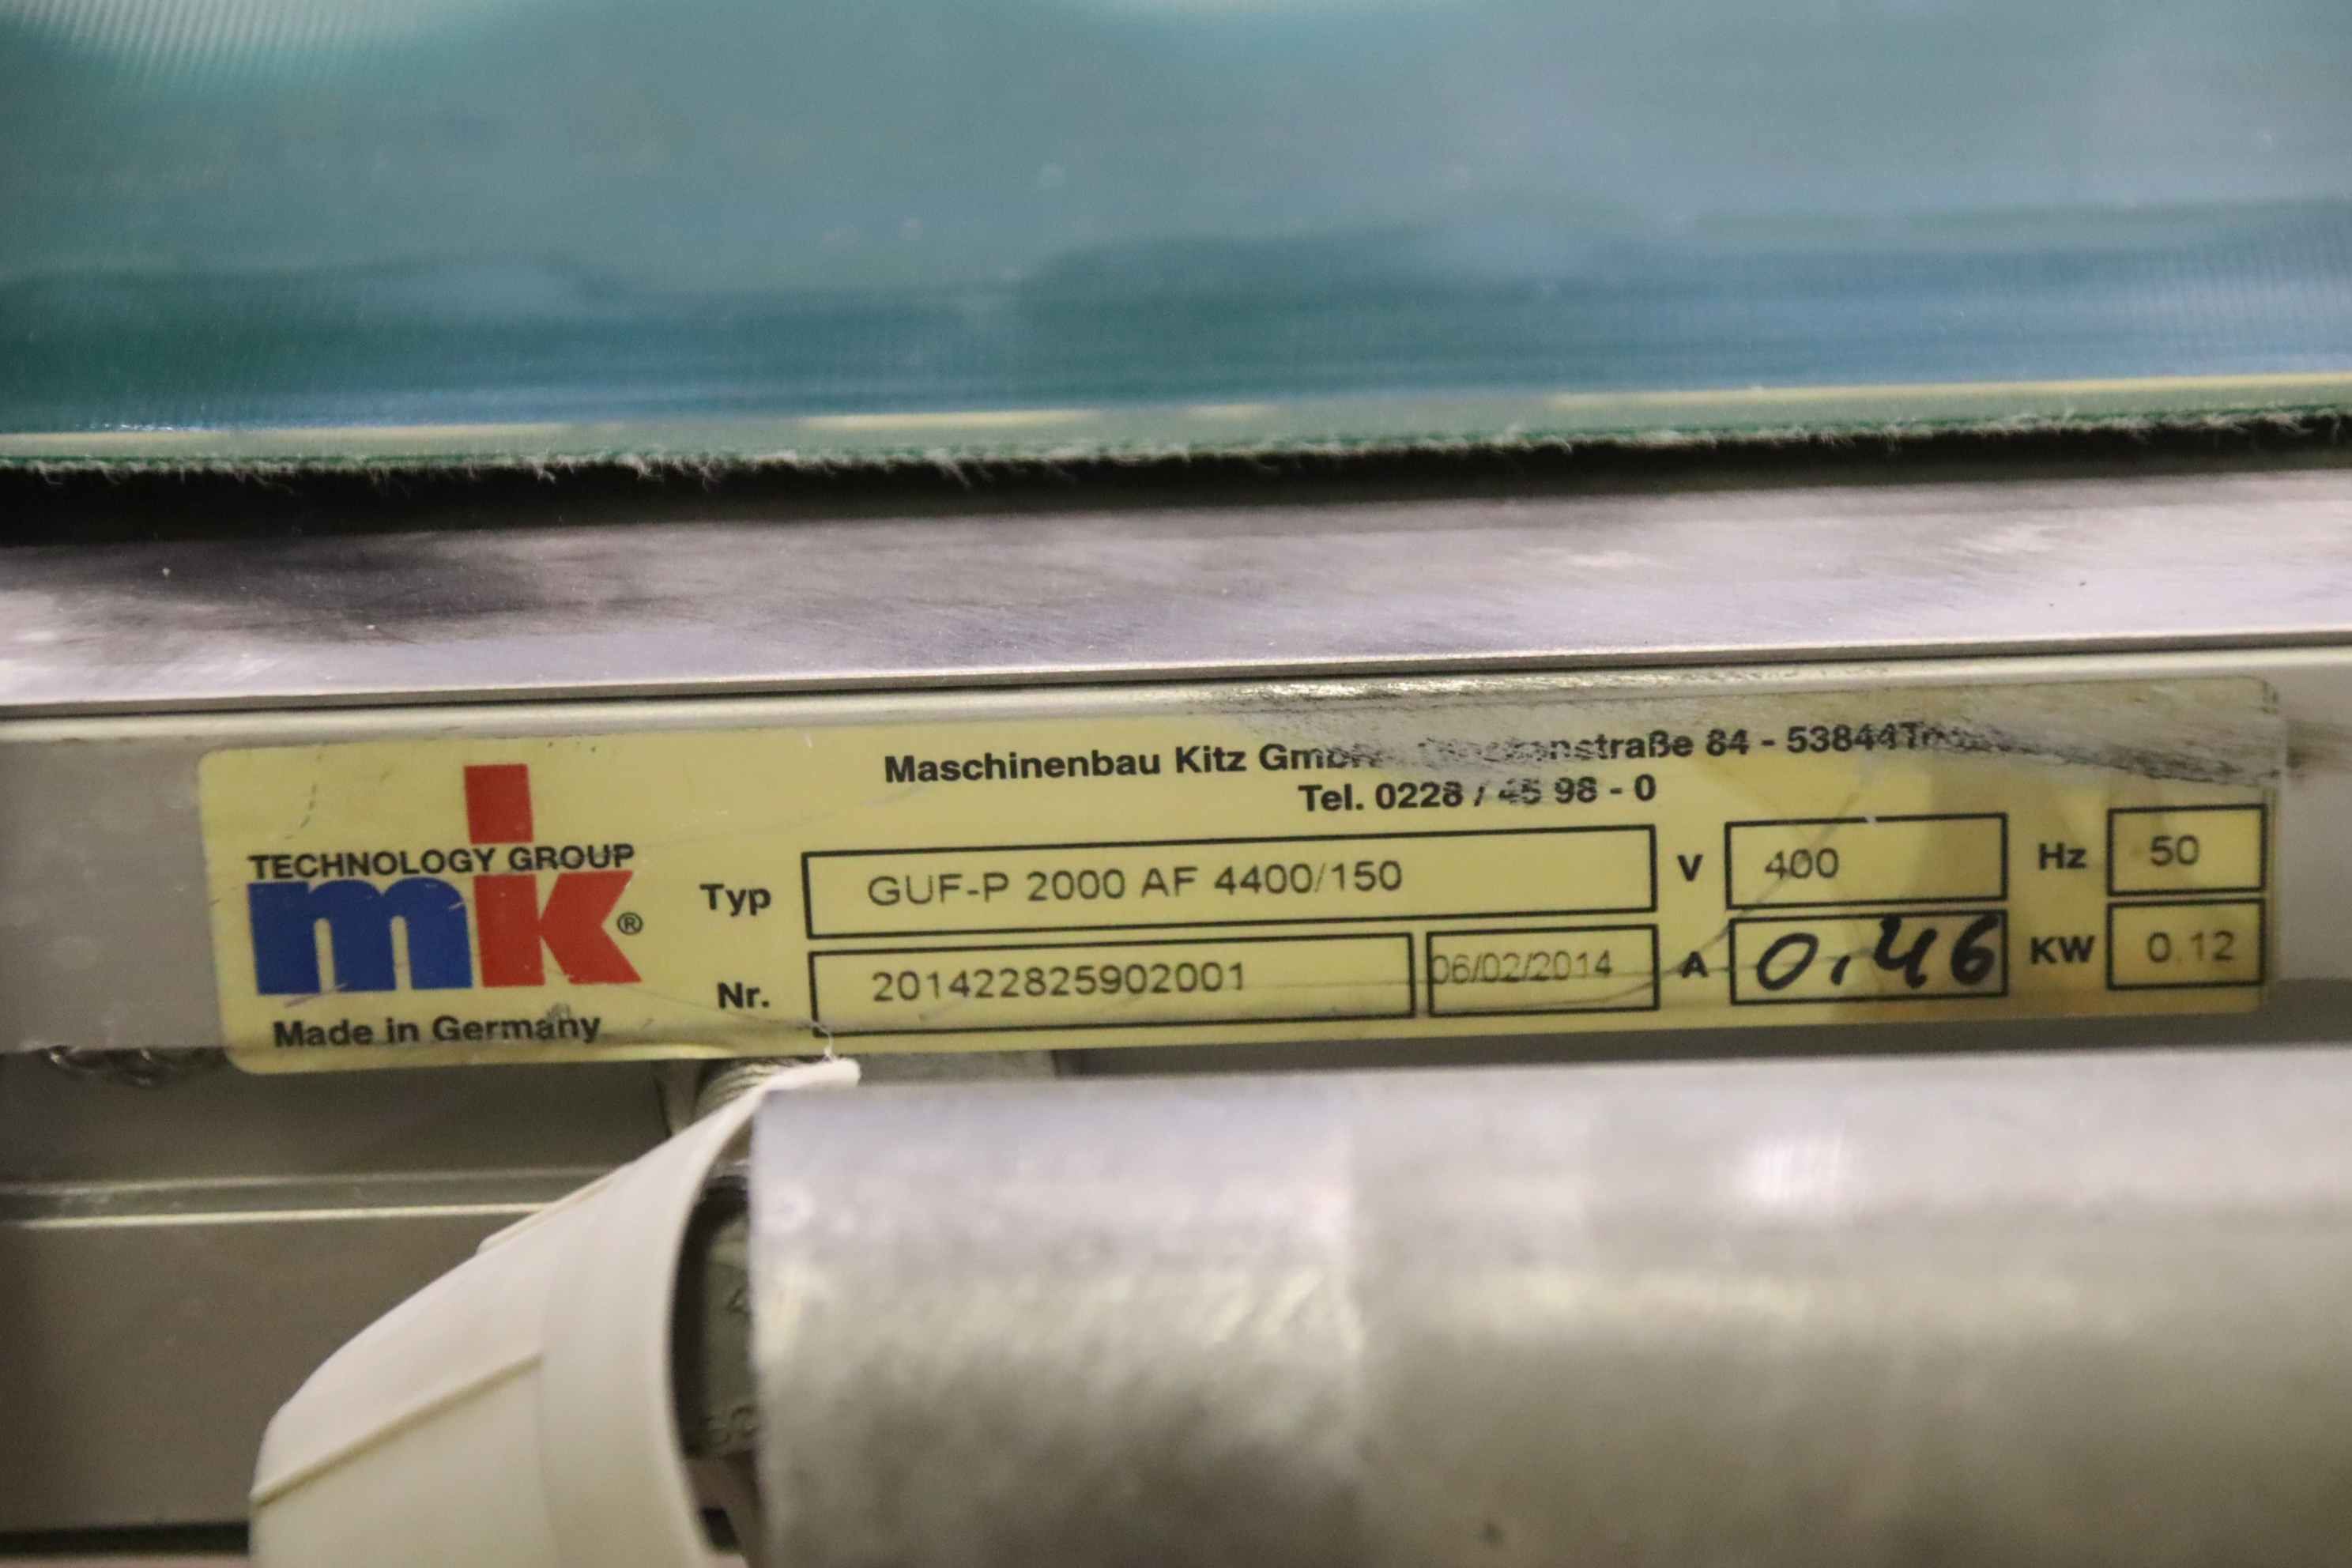 Maschinenbau Kitz GmbH 84 - 53844
Tel. 0228 / 45 98 - 0
TECHNOLOGY GROUP
mk®
Made in Germany
Typ GUF-P 2000 AF 4400/150 V 400 Hz 50
Nr. 201422825902001 06/02/2014 A 0.46 KW 0.12